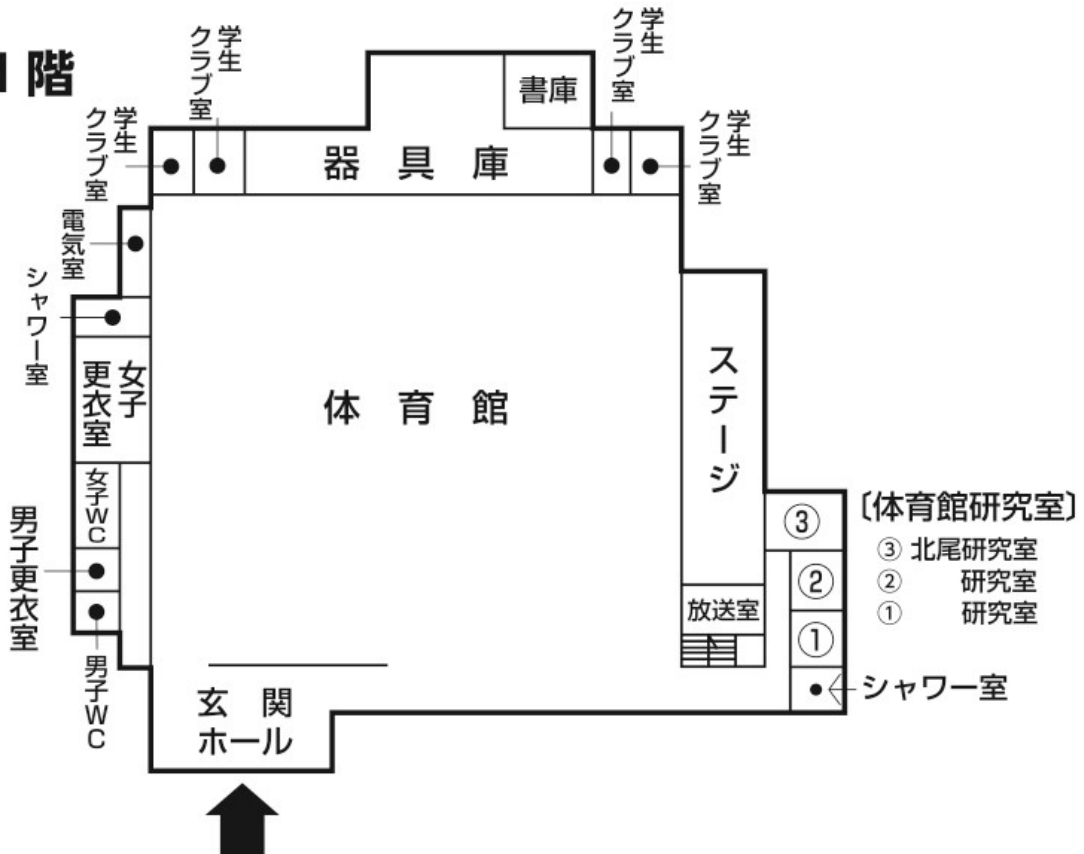 階
学生
クラブ室
学生
クラブ室
書庫
学生
クラブ室
学生
クラブ室
器具庫
電気室
シャワー室
女子
更衣室
体育館
ステージ
女子WC
男子更衣室
男子WC
放送室
③
②
①
〔体育館研究室〕
③ 北尾研究室
② 研究室
① 研究室
シャワー室
玄関
ホール